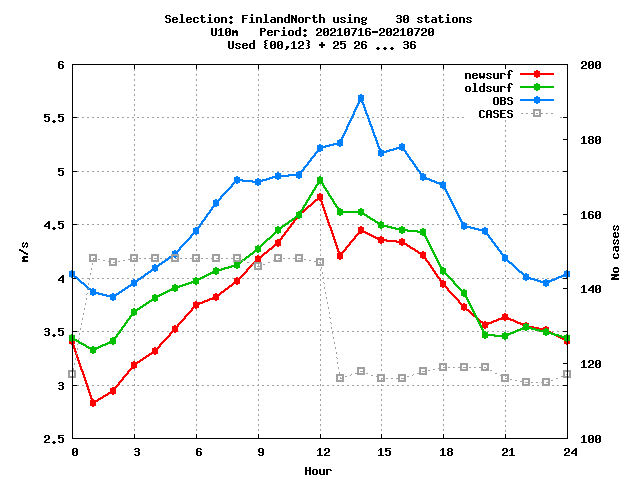 Selection: FinlandNorth using    30 stations
U10m   Period: 20210716-20210720
Used {00,12} + 25 26 ... 36
newsurf
oldsurf
OBS
CASES
6
5.5
5
4.5
4
3.5
3
2.5
200
180
160
140
120
100
m/s
No cases
0 3 6 9 12 15 18 21 24
Hour